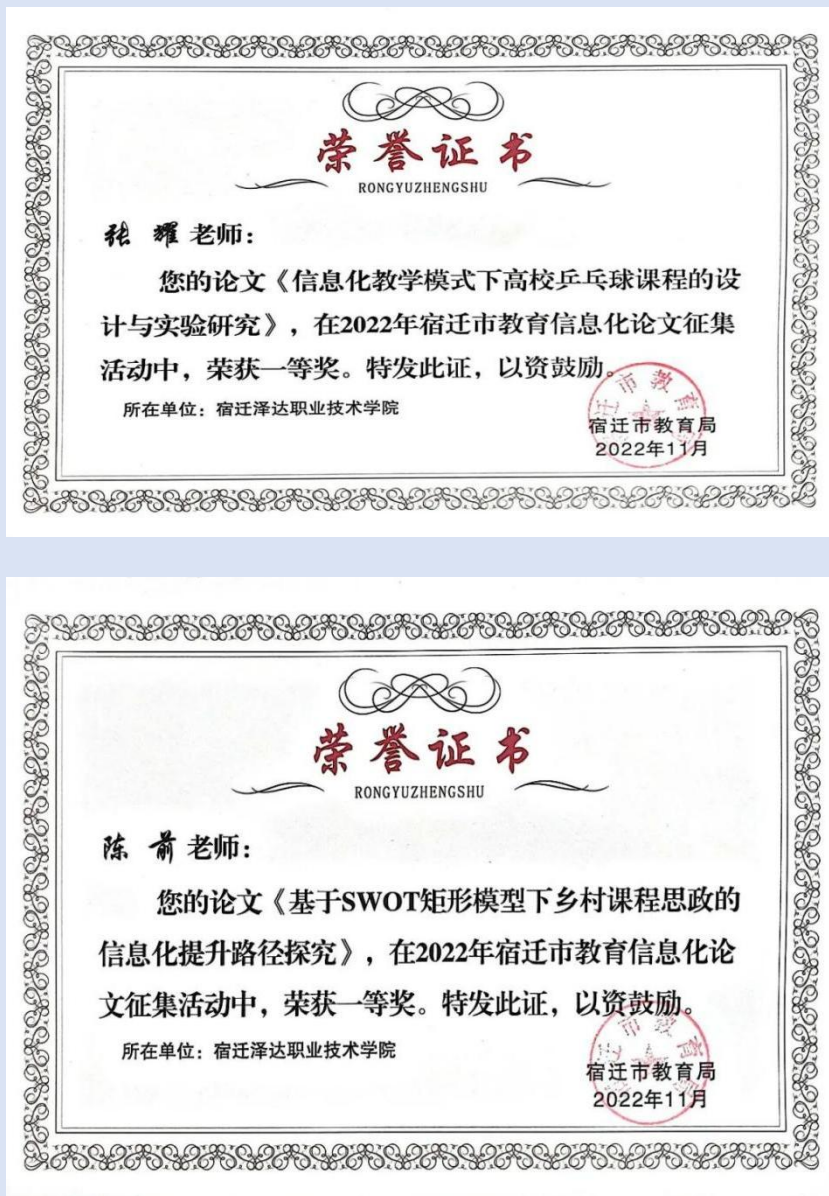 荣誉证书
RONGYUZHENGSHU
张 耀 老师:
您的论文《信息化教学模式下高校乒乓球课程的设
计与实验研究》，在2022年宿迁市教育信息化论文征集
活动中，荣获一等奖。特发此证，以资鼓励。
所在单位：宿迁泽达职业技术学院
宿迁市教育局
2022年11月
荣誉证书
RONGYUZHENGSHU
陈 前 老师:
您的论文《基于SWOT矩形模型下乡村课程思政的
信息化提升路径探究》，在2022年宿迁市教育信息化论
文征集活动中，荣获一等奖。特发此证，以资鼓励。
所在单位：宿迁泽达职业技术学院
宿迁市教育局
2022年11月